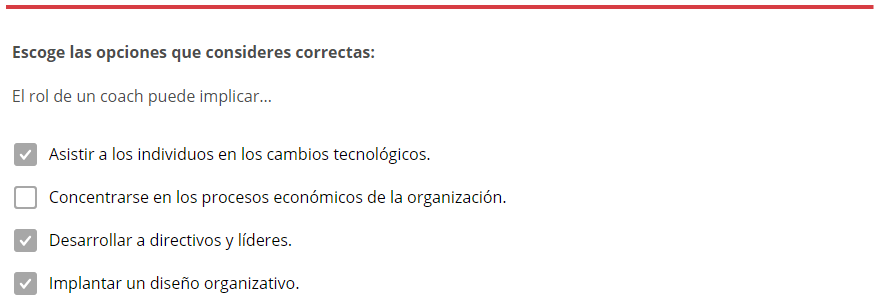 Escoge las opciones que consideres correctas:
El rol de un coach puede implicar...
Asistir a los individuos en los cambios tecnológicos.
Concentrarse en los procesos económicos de la organización.
Desarrollar a directivos y líderes.
Implantar un diseño organizativo.